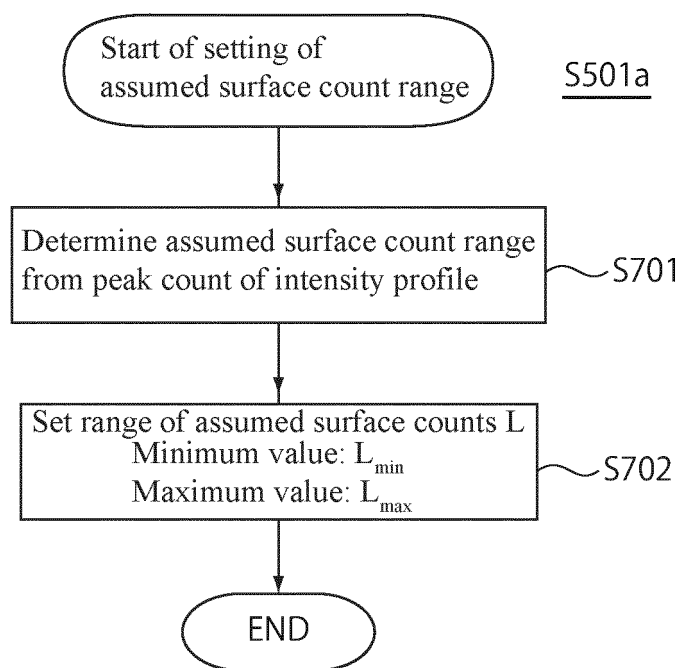 Start of setting of
assumed surface count range
S501a
Determine assumed surface count range
from peak count of intensity profile
S701
Set range of assumed surface counts L
Minimum value: Lmin
Maximum value: Lmax
S702
END